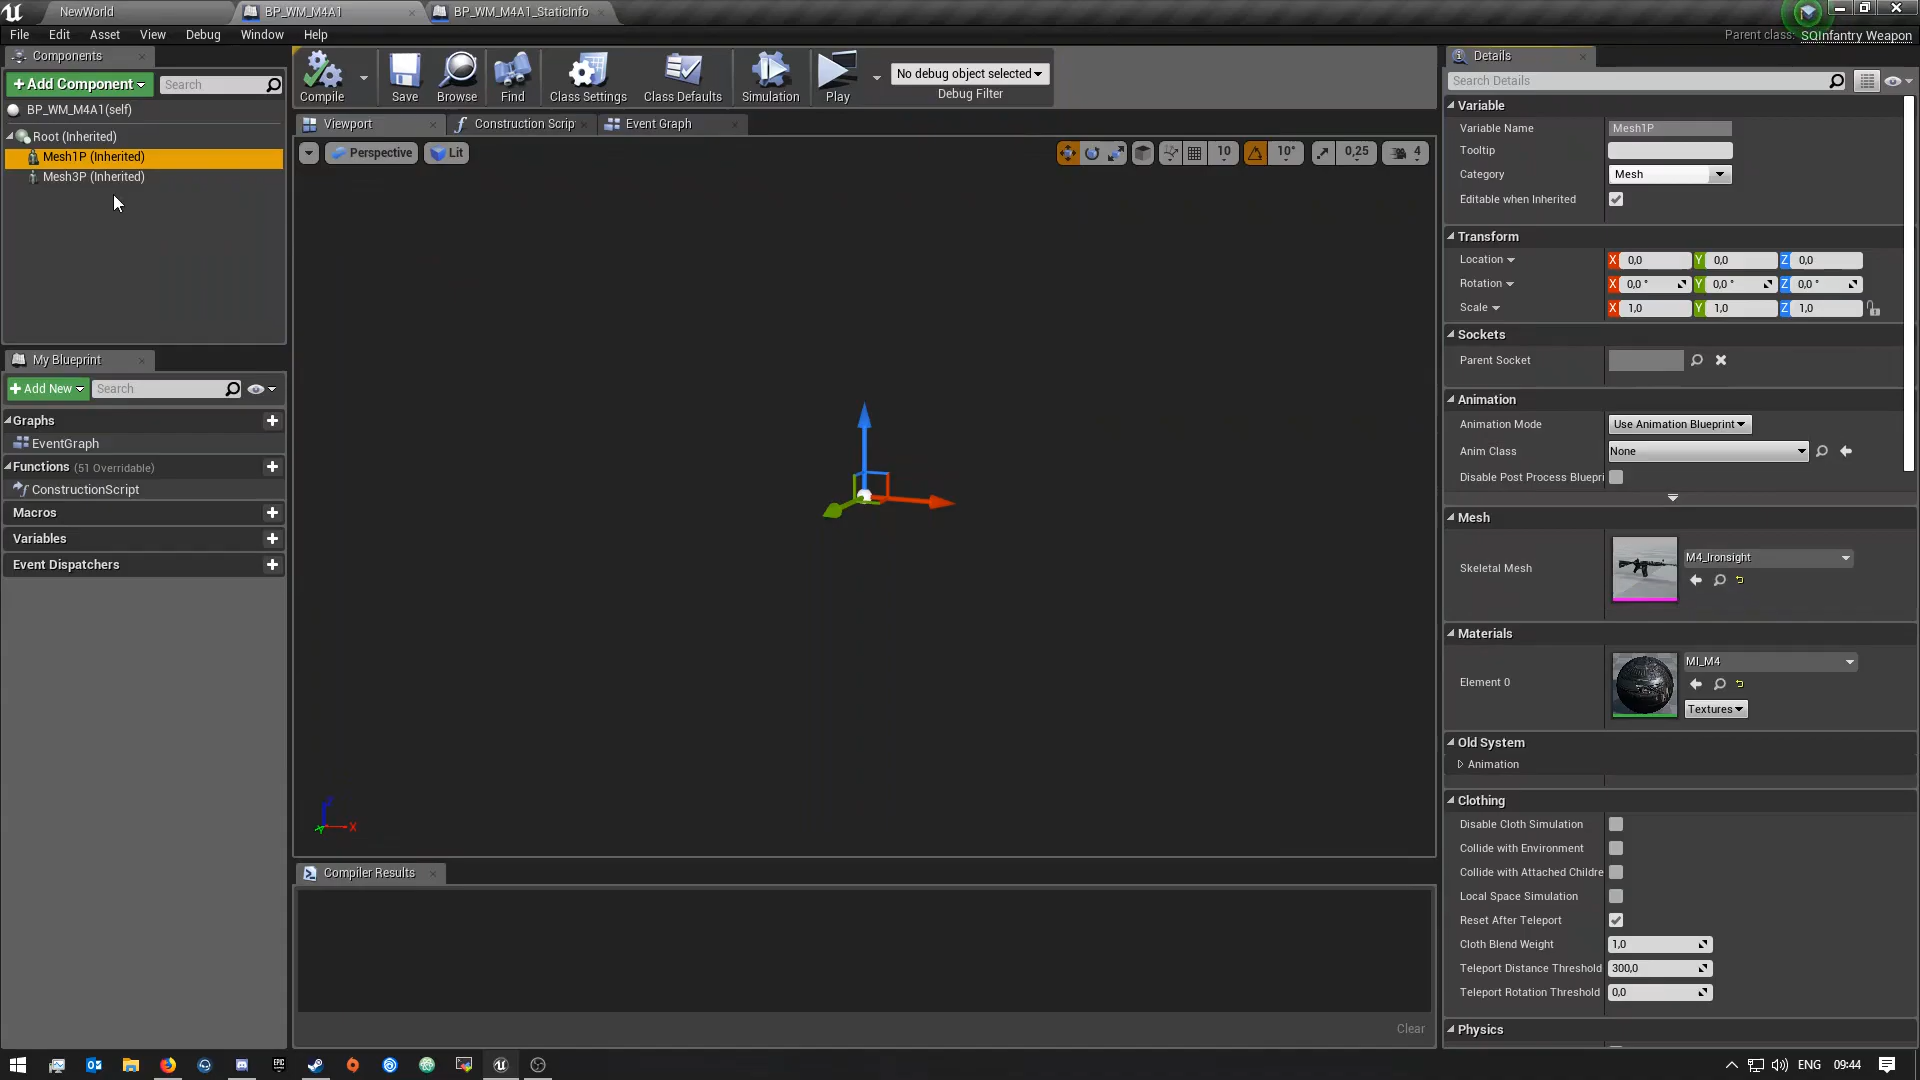 NewWorld
BP_WM_M4A1
BP_WM_M4A1_StaticInfo
File Edit Asset View Debug Window Help
Parent class: SQInfantry Weapon
Components
+Add Component
Search
BP_WM_M4A1(self)
Root (Inherited)
Mesh1P (Inherited)
Mesh3P (Inherited)
My Blueprint
+Add New
Search
Graphs
EventGraph
Functions (51 Overridable)
ConstructionScript
Macros
Variables
Event Dispatchers
Compile Save Browse Find Class Settings Class Defaults Simulation Play
No debug object selected
Debug Filter
Viewport
Construction Scrip
Event Graph
Perspective Lit
10 10° 0,25 4
X
Compiler Results
Clear
Details
Search Details
Variable
Variable Name Mesh1P
Tooltip
Category Mesh
Editable when Inherited
Transform
Location X 0,0 Y 0,0 Z 0,0
Rotation X 0,0 ° Y 0,0 ° Z 0,0 °
Scale X 1,0 Y 1,0 Z 1,0
Sockets
Parent Socket
Animation
Animation Mode Use Animation Blueprint
Anim Class None
Disable Post Process Bluepri
Mesh
Skeletal Mesh M4_Ironsight
Materials
Element 0 MI_M4
Textures
Old System
Animation
Clothing
Disable Cloth Simulation
Collide with Environment
Collide with Attached Childre
Local Space Simulation
Reset After Teleport
Cloth Blend Weight 1,0
Teleport Distance Threshold 300,0
Teleport Rotation Threshold 0,0
Physics
ENG 09:44